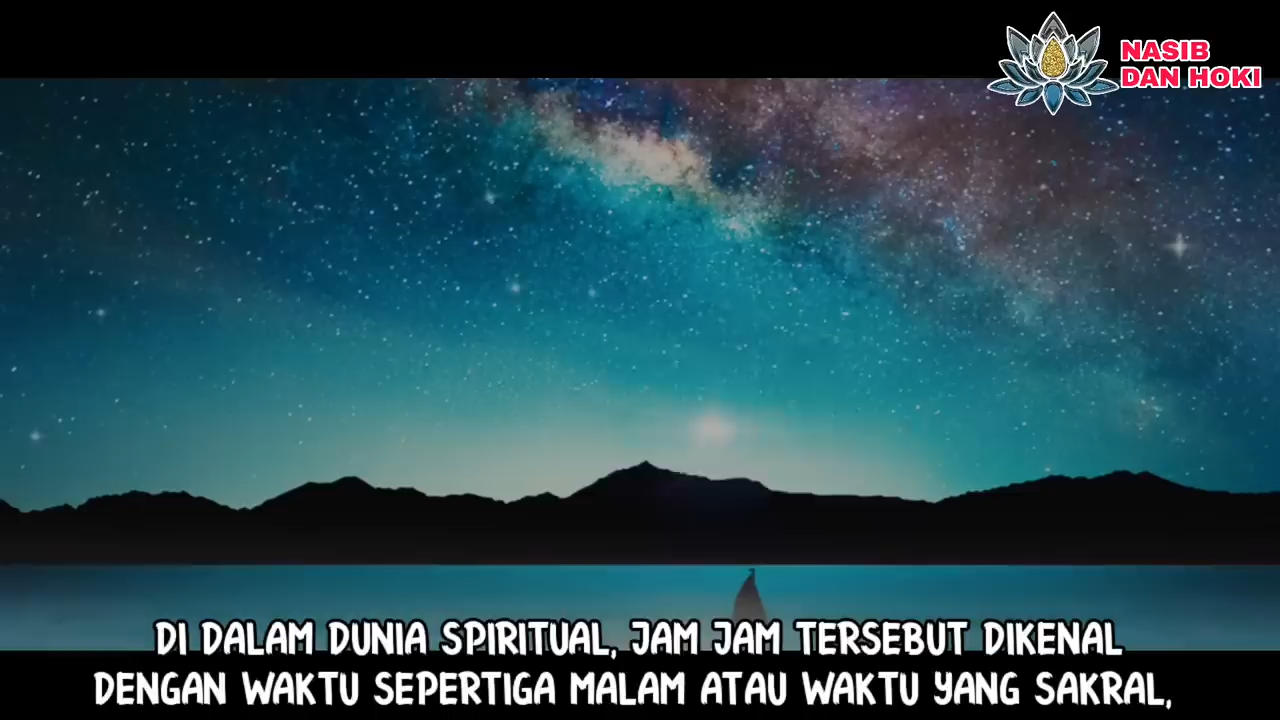 NASIB
DAN HOKI
DI DALAM DUNIA SPIRITUAL, JAM JAM TERSEBUT DIKENAL
DENGAN WAKTU SEPERTIGA MALAM ATAU WAKTU YANG SAKRAL,